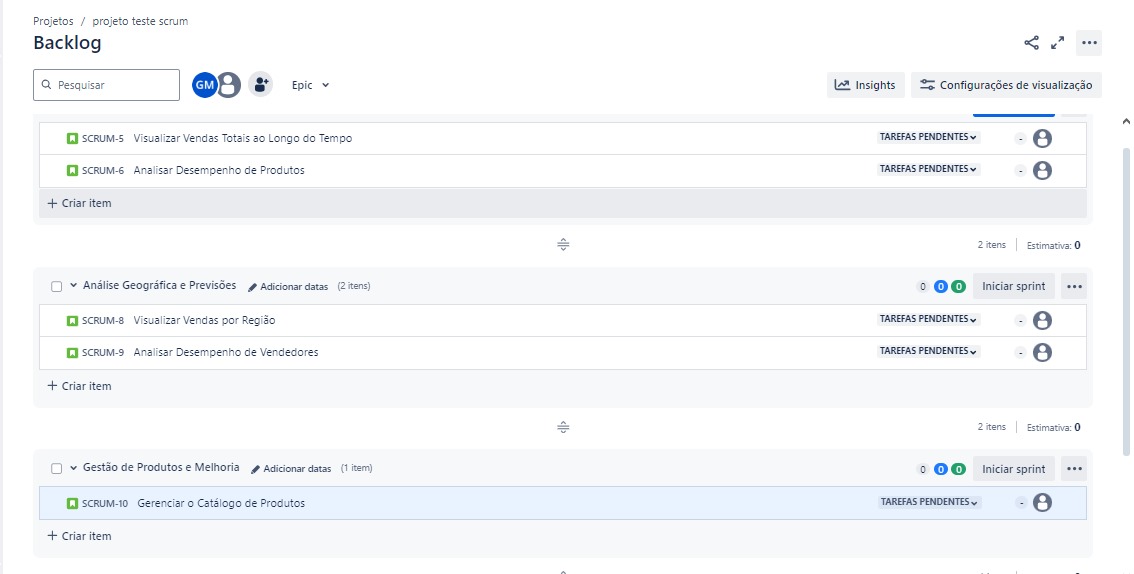 Projetos / projeto teste scrum
Backlog
Pesquisar GM Epic Insights Configurações de visualização
SCRUM-5 Visualizar Vendas Totais ao Longo do Tempo TAREFAS PENDENTES -
SCRUM-6 Analisar Desempenho de Produtos TAREFAS PENDENTES -
+ Criar item
2 itens Estimativa: 0
Análise Geográfica e Previsões Adicionar datas (2 itens) 0 0 0 Iniciar sprint
SCRUM-8 Visualizar Vendas por Região TAREFAS PENDENTES -
SCRUM-9 Analisar Desempenho de Vendedores TAREFAS PENDENTES -
+ Criar item
2 itens Estimativa: 0
Gestão de Produtos e Melhoria Adicionar datas (1 item) 0 0 0 Iniciar sprint
SCRUM-10 Gerenciar o Catálogo de Produtos TAREFAS PENDENTES -
+ Criar item